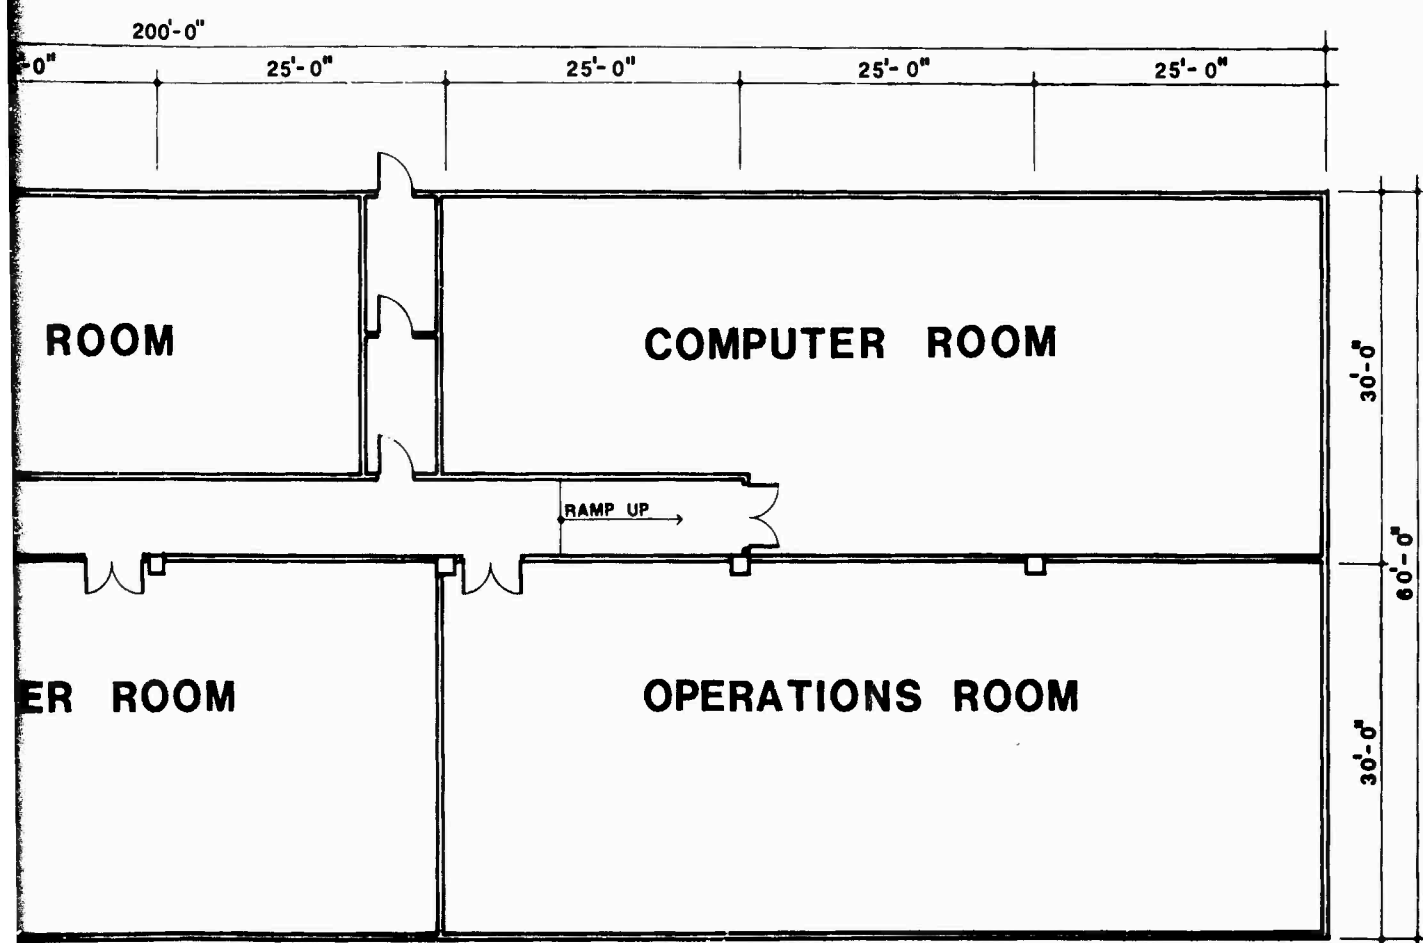 200'-0"
'-0" 25'-0" 25'-0" 25'-0" 25'-0"
ROOM
COMPUTER ROOM
30'-0"
RAMP UP
60'-0"
ER ROOM
OPERATIONS ROOM
30'-0"